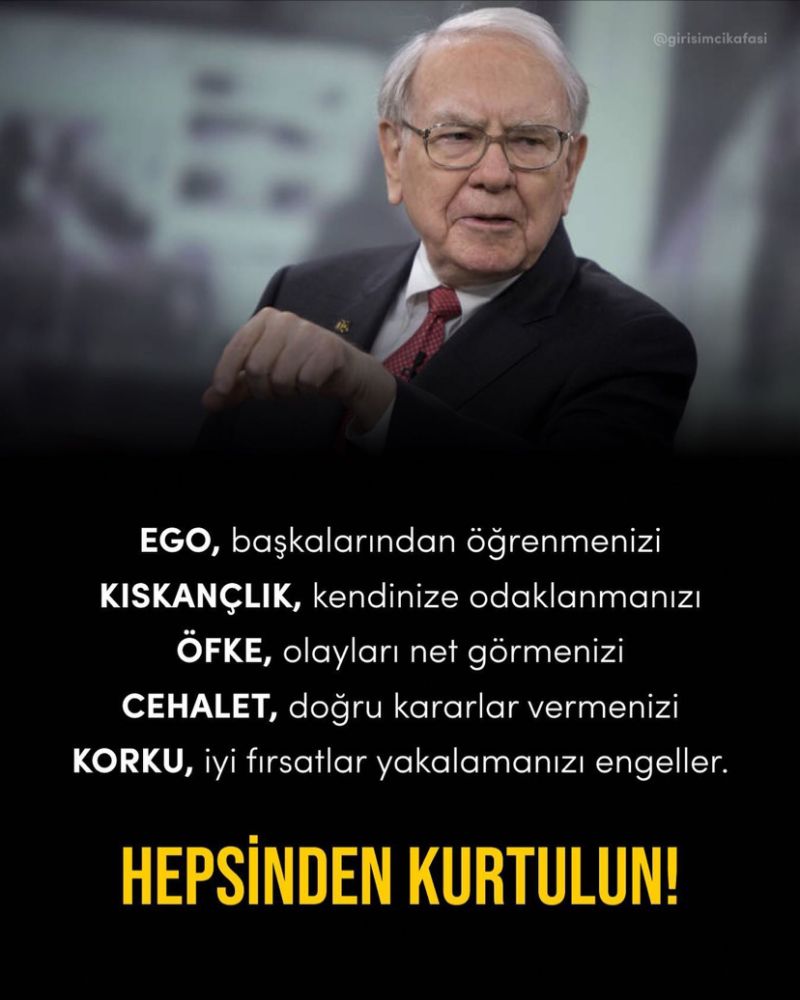 @girisimcikafasi
EGO, başkalarından öğrenmenizi
KISKANÇLIK, kendinize odaklanmanızı
ÖFKE, olayları net görmenizi
CEHALET, doğru kararlar vermenizi
KORKU, iyi fırsatlar yakalamanızı engeller.
HEPSİNDEN KURTULUN!